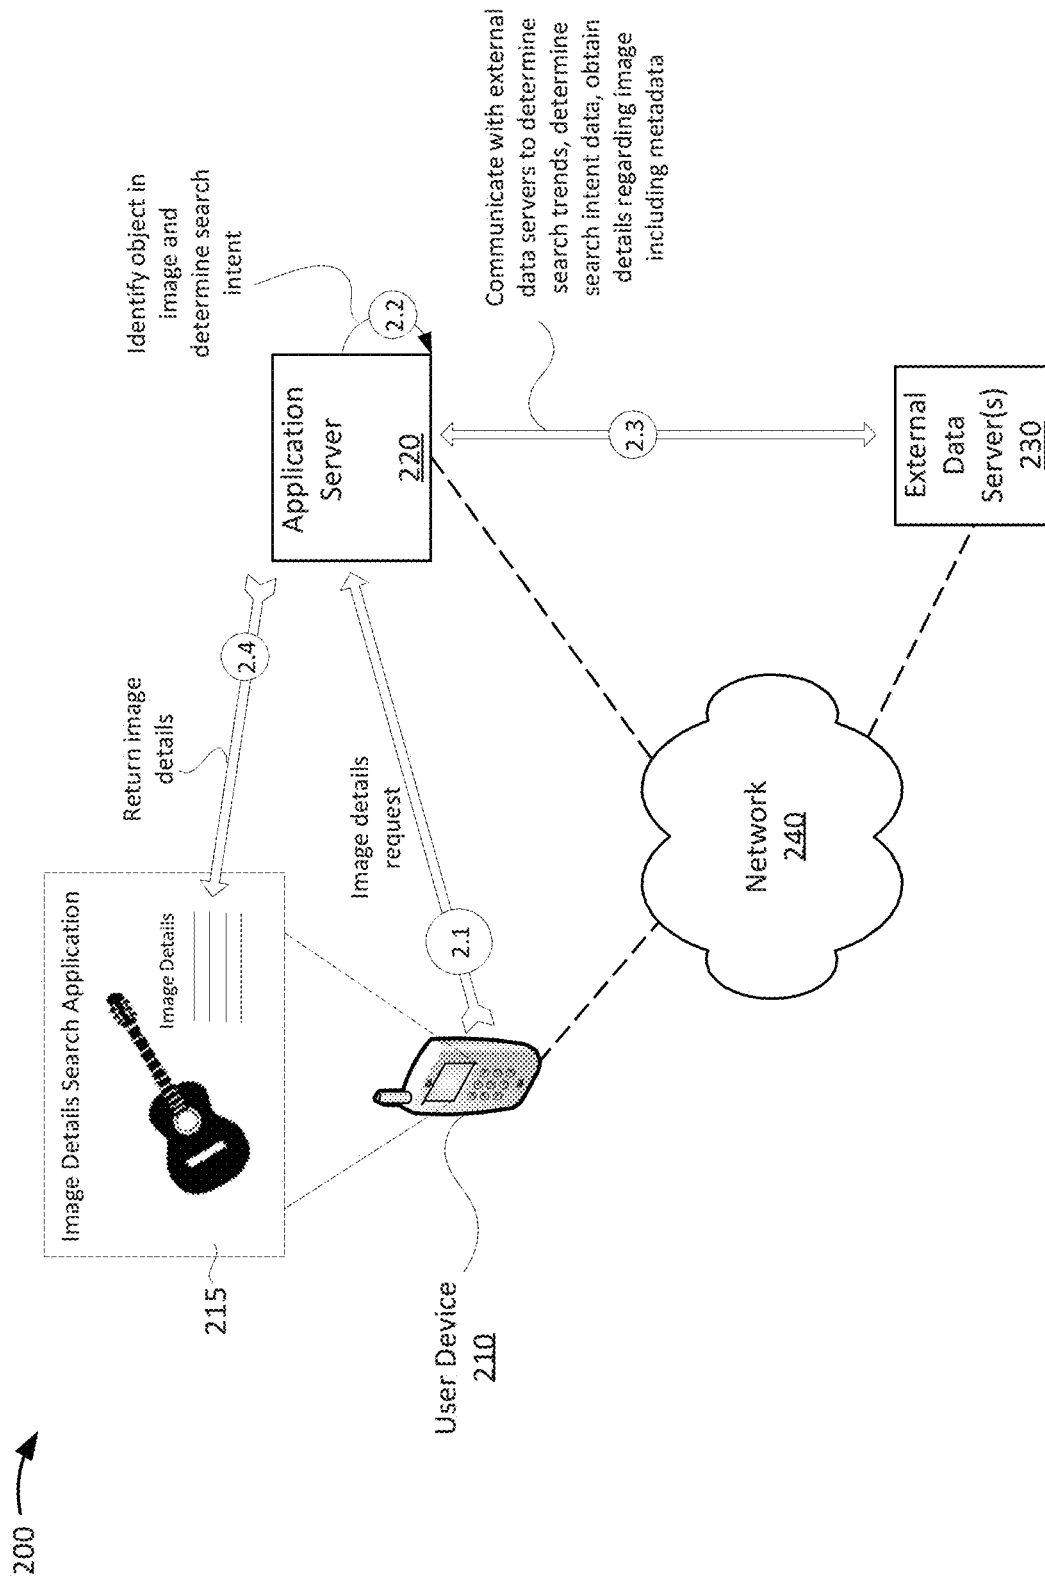 200
Image Details Search Application
Image Details
215
User Device
210
Return image
details
Image details
request
2.1
2.4
Application
Server
220
Identify object in
image and
determine search
intent
2.2
Communicate with external
data servers to determine
search trends, determine
search intent data, obtain
details regarding image
including metadata
2.3
External
Data
Server(s)
230
Network
240